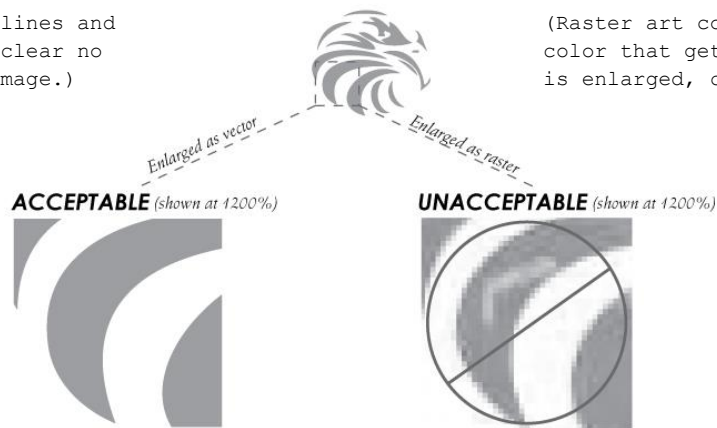 lines and
clear no
mage.)
(Raster art co
color that get
is enlarged, c
Enlarged as vector
Enlarged as raster
ACCEPTABLE (shown at 1200%)
UNACCEPTABLE (shown at 1200%)